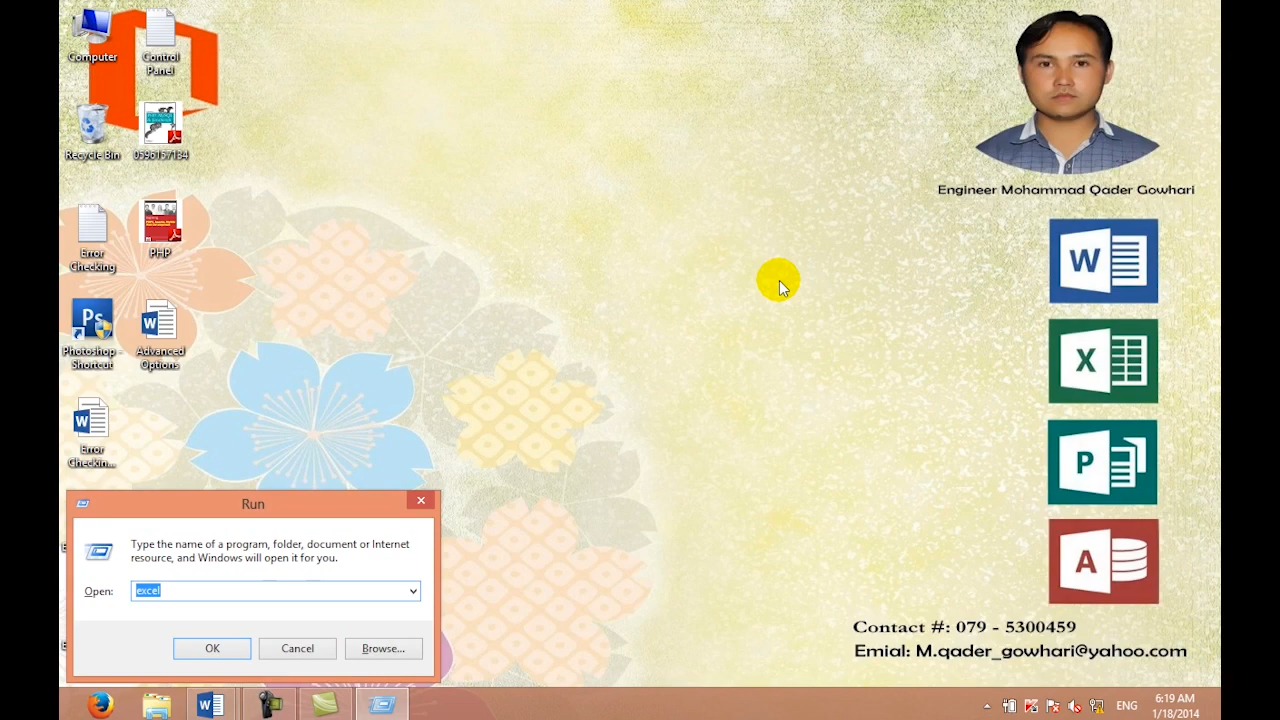 Computer
Control
Panel
Recycle Bin
0596157134
Error
Checking
PHP
Ps
Photoshop -
Shortcut
W
Advanced
Options
W
Error
Checkin...
Engineer Mohammad Qader Gowhari
W
X
P
A
Contact #: 079 - 5300459
Emial: M.qader_gowhari@yahoo.com
Run
Type the name of a program, folder, document or Internet
resource, and Windows will open it for you.
Open:
excel
OK
Cancel
Browse...
W
ENG
6:19 AM
1/18/2014